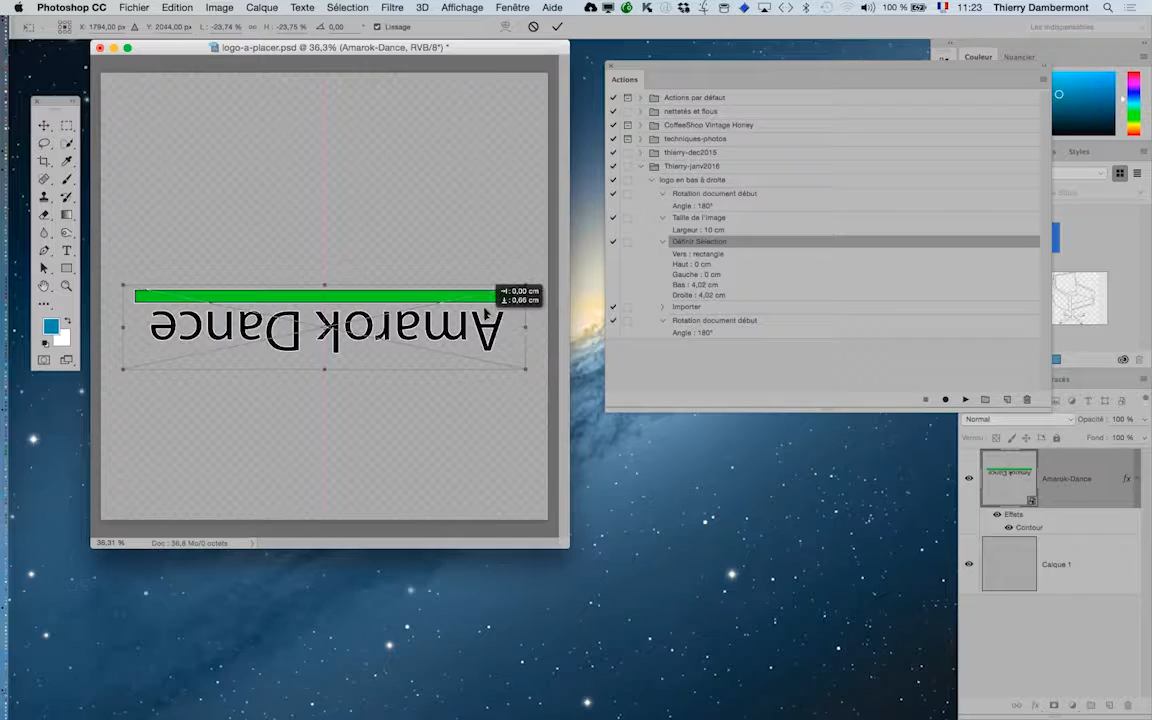 Photoshop CC Fichier Edition Image Calque Texte Sélection Filtre 3D Affichage Fenêtre Aide 100 % 11:23 Thierry Dambermont
X: 1794,00 px Y: 2044,00 px L: -23,74 % H: -23,75 % 0,00 ° Lissage Les indispensables
logo-a-placer.psd @ 36,3% (Amarok-Dance, RVB/8*) *
Amarok Dance
0,00 cm
0,66 cm
36,31 % Doc : 36,8 Mo/0 octets
Actions
Actions par défaut
nettetés et flous
CoffeeShop Vintage Honey
techniques-photos
thierry-dec2015
Thierry-janv2016
logo en bas à droite
Rotation document début
Angle : 180°
Taille de l'image
Largeur : 10 cm
Définir Sélection
Vers : rectangle
Haut : 0 cm
Gauche : 0 cm
Bas : 4,02 cm
Droite : 4,02 cm
Importer
Rotation document début
Angle : 180°
Couleur Nuancier
Styles
Normal Opacité : 100 %
Verrou : Fond : 100 %
Amarok-Dance fx
Effets
Contour
Calque 1